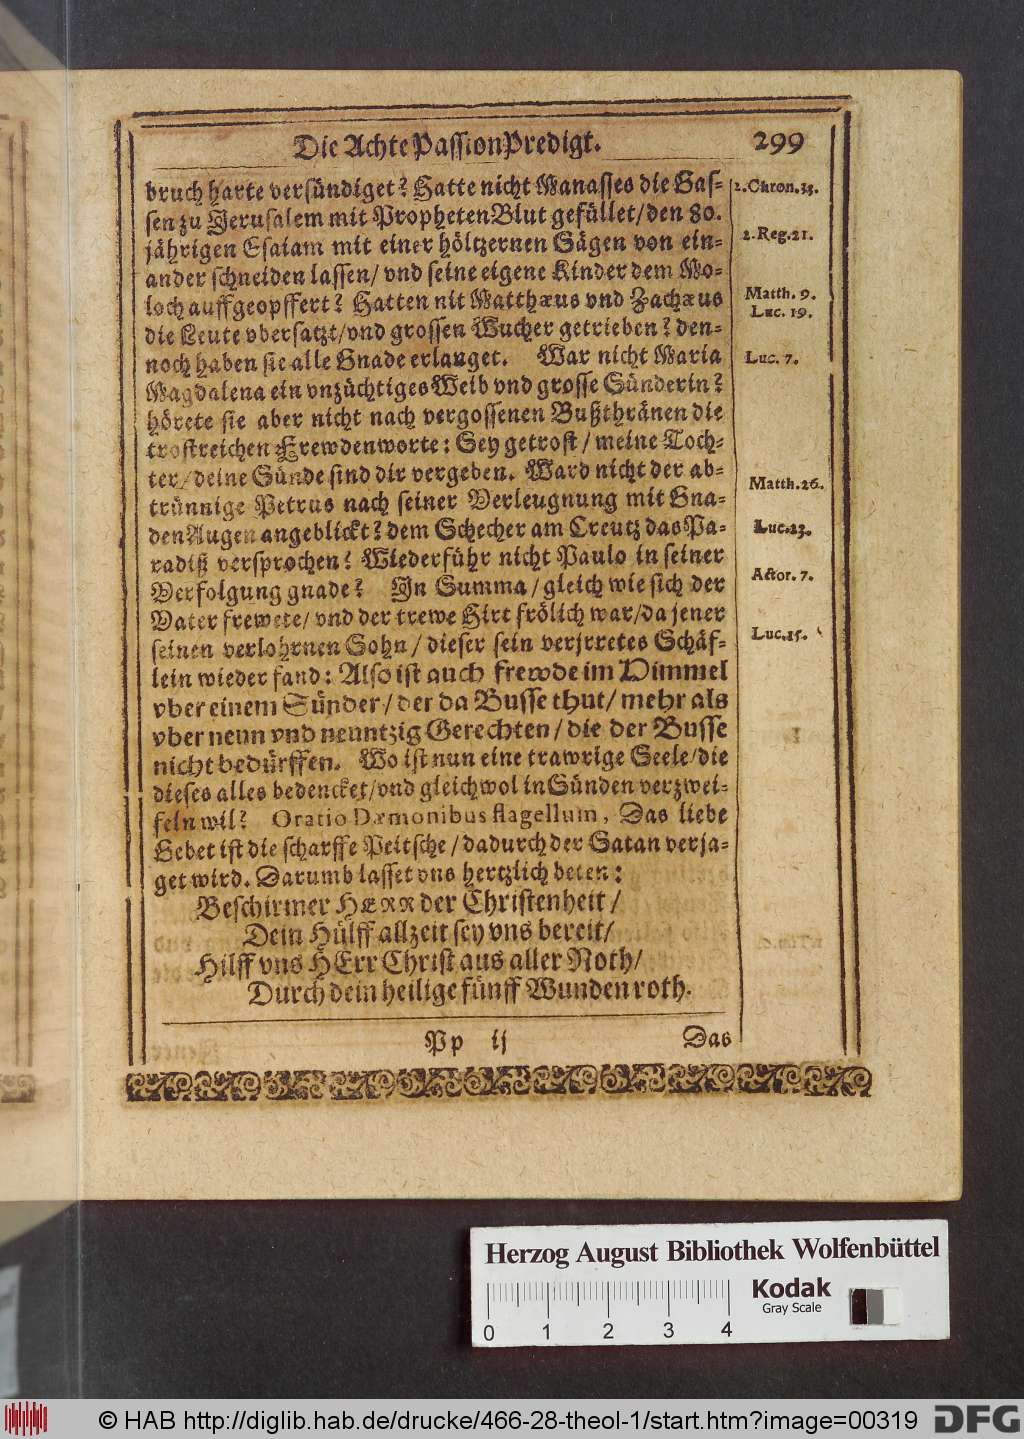 Die Achte PassionPredigt. 299
bruch harte versündiget? Hatte nicht Manasses die Gas-
sen zu Jerusalem mit ProphetenBlut gefüllet/den 80.
jährigen Esaiam mit einer höltzernen Sägen von ein-
ander schneiden lassen/ vnd seine eigene Kinder dem Mo-
loch auffgeopffert? Hatten nit Matthæus vnd Zachæus
die Leute vbersatzt/vnd grossen Wucher getrieben? den-
noch haben sie alle Gnade erlanget. War nicht Maria
Magdalena ein vnzüchtiges Weib vnd grosse Sünderin?
hörete sie aber nicht nach vergossenen Bußthränen die
trostreichen Frewdenworte: Sey getrost / meine Toch-
ter/deine Sünde sind dir vergeben. Ward nicht der ab-
trünnige Petrus nach seiner Verleugnung mit Gna-
denAugen angeblickt? dem Schecher am Creutz das Pa-
radiß versprochen? Wiederführ nicht Paulo in seiner
Verfolgung gnade? In Summa / gleich wie sich der
Vater frewete/ vnd der trewe Hirt frölich war/da jener
seinen verlohrnen Sohn / dieser sein verjrretes Schäf-
lein wieder fand: Also ist auch frewde im Himmel
vber einem Sünder/ der da Busse thut/ mehr als
vber neun vnd neuntzig Gerechten/ die der Busse
nicht bedürffen. Wo ist nun eine trawrige Seele/die
dieses alles bedencket/vnd gleichwol in Sünden verzwei-
feln wil? Oratio Dæmonibus flagellum, Das liebe
Gebet ist die scharffe Peitsche / dadurch der Satan verja-
get wird. Darumb lasset vns hertzlich beten:
Beschirmer HERR der Christenheit /
Dein Hülff allzeit sey vns bereit/
Hilff vns HErr Christ aus aller Noth/
Durch dein heilige fünff Wunden roth.
Pp ij Das
2.Chron.33.
2.Reg.21.
Matth. 9.
Luc. 19.
Luc. 7.
Matth.26.
Luc.23.
Actor. 7.
Luc.15.
Herzog August Bibliothek Wolfenbüttel
0 1 2 3 4
Kodak
Gray Scale
© HAB http://diglib.hab.de/drucke/466-28-theol-1/start.htm?image=00319
DFG